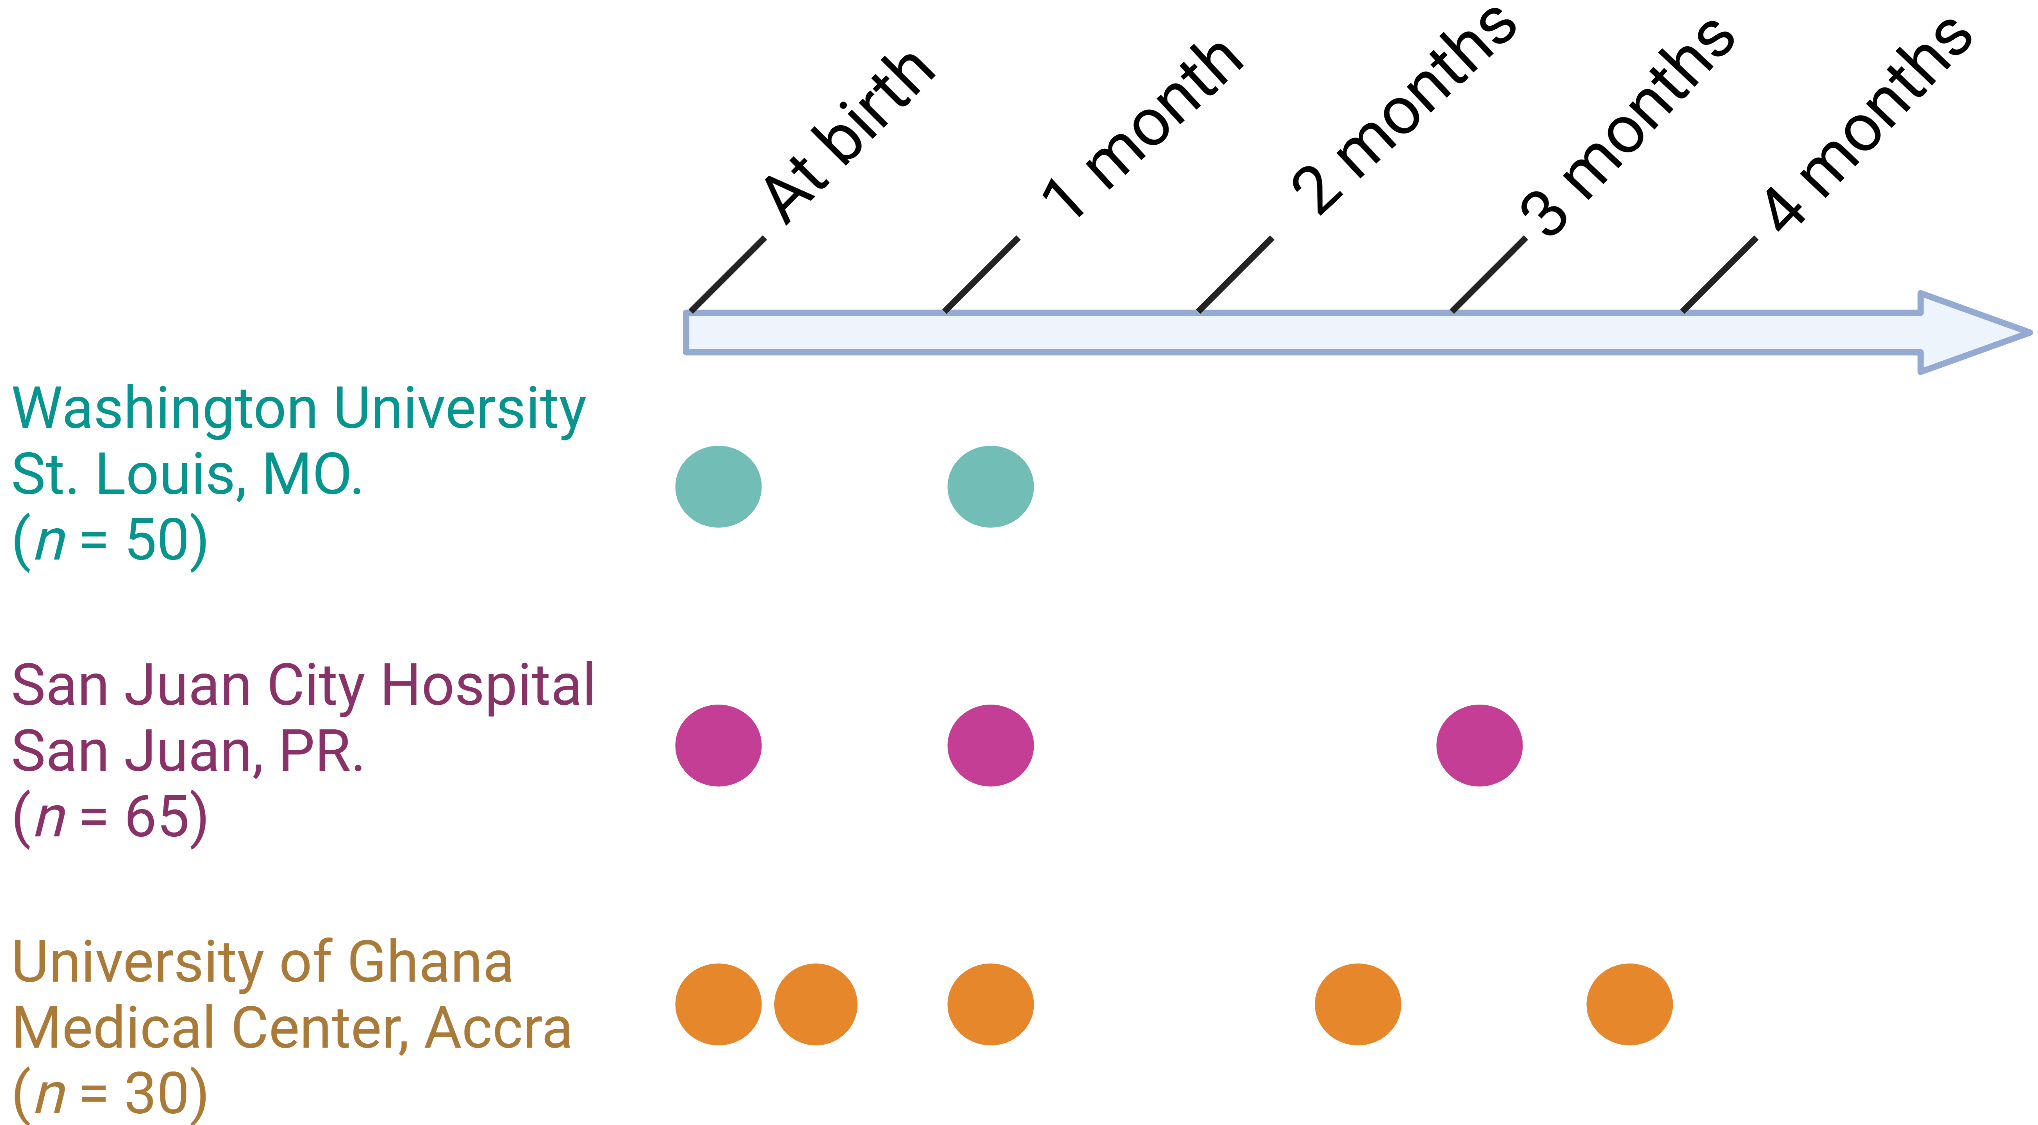 At birth
1 month
2 months
3 months
4 months
Washington University
St. Louis, MO.
(n = 50)
San Juan City Hospital
San Juan, PR.
(n = 65)
University of Ghana
Medical Center, Accra
(n = 30)